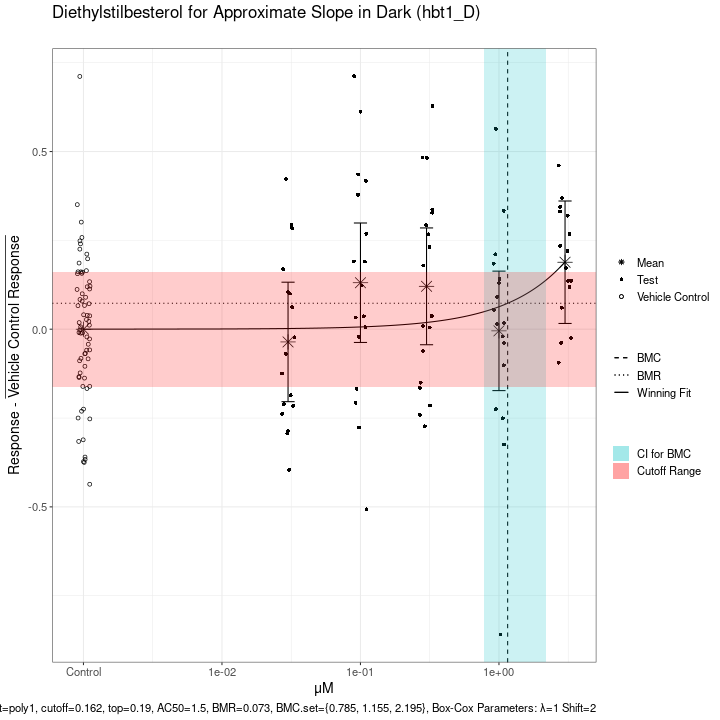 Diethylstilbesterol for Approximate Slope in Dark (hbt1_D)
Response - Vehicle Control Response
0.5
0.0
-0.5
Control
1e-02
1e-01
1e+00
μM
Mean
Test
Vehicle Control
BMC
BMR
Winning Fit
CI for BMC
Cutoff Range
t=poly1, cutoff=0.162, top=0.19, AC50=1.5, BMR=0.073, BMC.set={0.785, 1.155, 2.195}, Box-Cox Parameters: λ=1 Shift=2